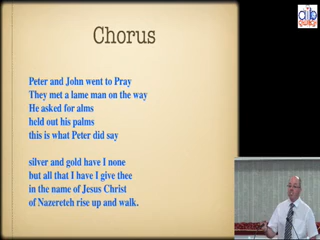 Chorus
Peter and John went to Pray
They met a lame man on the way
He asked for alms
held out his palms
this is what Peter did say
silver and gold have I none
but all that I have I give thee
in the name of Jesus Christ
of Nazereteh rise up and walk.